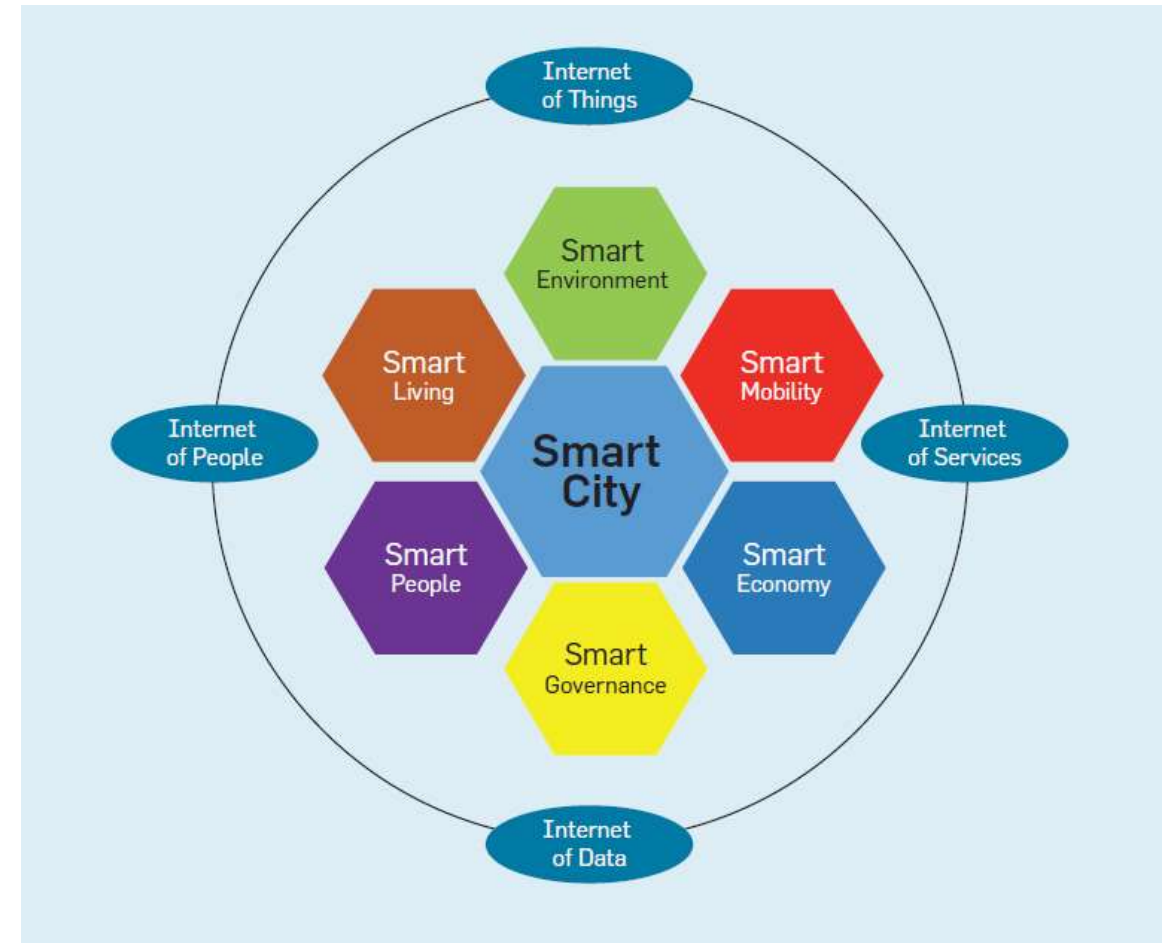 Internet
of Things
Smart
Environment
Smart
Living
Smart
Mobility
Internet
of People
Smart
City
Internet
of Services
Smart
People
Smart
Economy
Smart
Governance
Internet
of Data